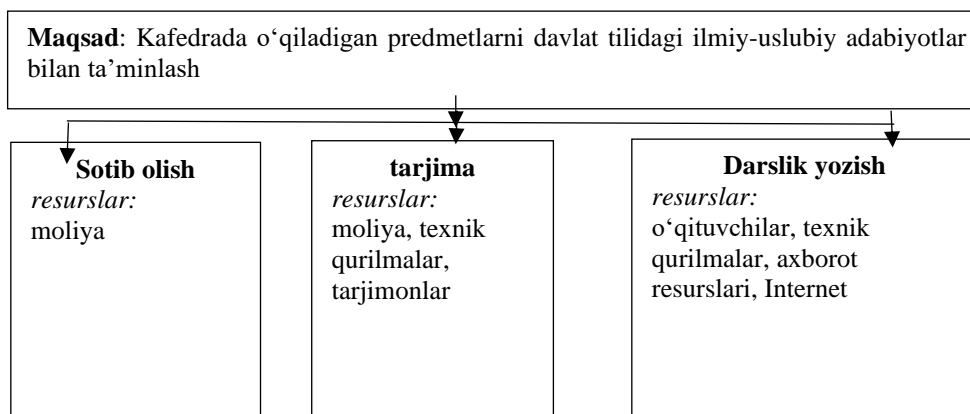 Maqsad: Kafedrada o‘qiladigan predmetlarni davlat tilidagi ilmiy-uslubiy adabiyotlar
bilan ta’minlash
Sotib olish
resurslar:
moliya
tarjima
resurslar:
moliya, texnik
qurilmalar,
tarjimonlar
Darslik yozish
resurslar:
o‘qituvchilar, texnik
qurilmalar, axborot
resurslari, Internet